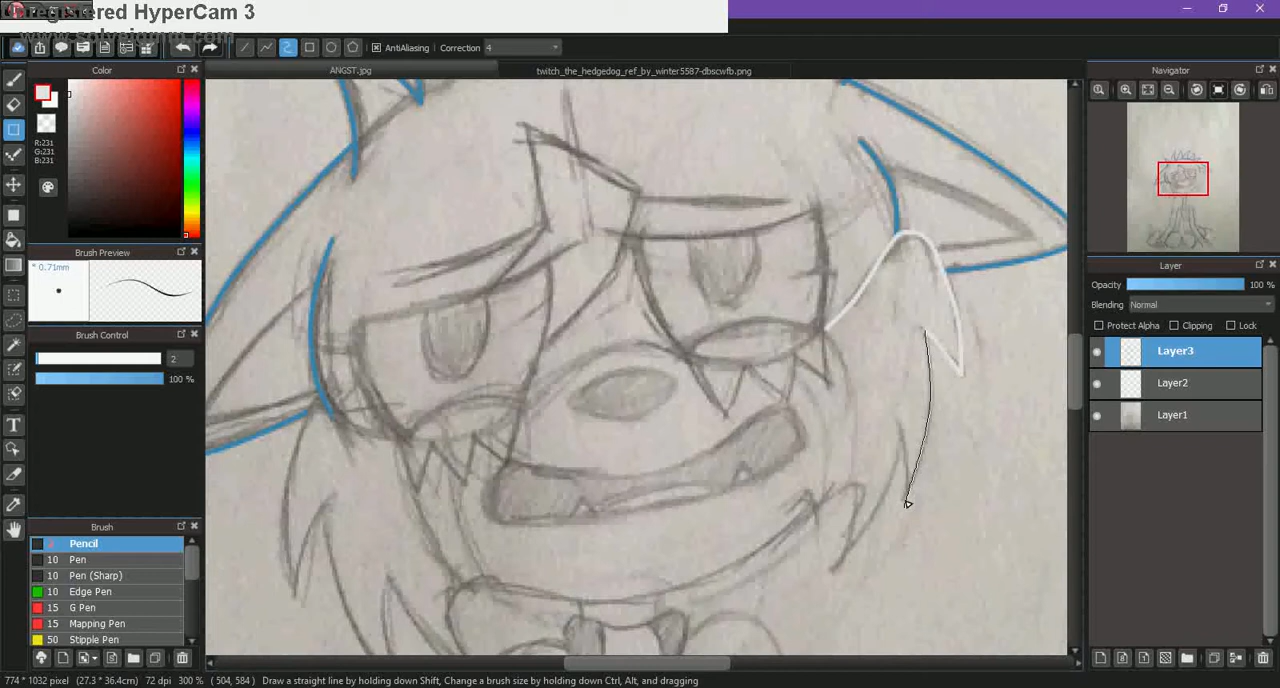 Unregistered HyperCam 3
www.solveigmm.com
AntiAliasing Correction 4
Color
ANGST.jpg
twitch_the_hedgedog_ref_by_winter5587-dbscwfb.png
Navigator
R:231
G:231
B:231
Brush Preview
* 0.71mm
Layer
Opacity 100 %
Blending Normal
Brush Control
Protect Alpha Clipping Lock
2
100 %
Layer3
Layer2
Layer1
Brush
Pencil
10 Pen
10 Pen (Sharp)
10 Edge Pen
15 G Pen
15 Mapping Pen
50 Stipple Pen
T
774 * 1032 pixel (27.3 * 36.4cm) 72 dpi 300 % ( 504, 584 ) Draw a straight line by holding down Shift, Change a brush size by holding down Ctrl, Alt, and dragging